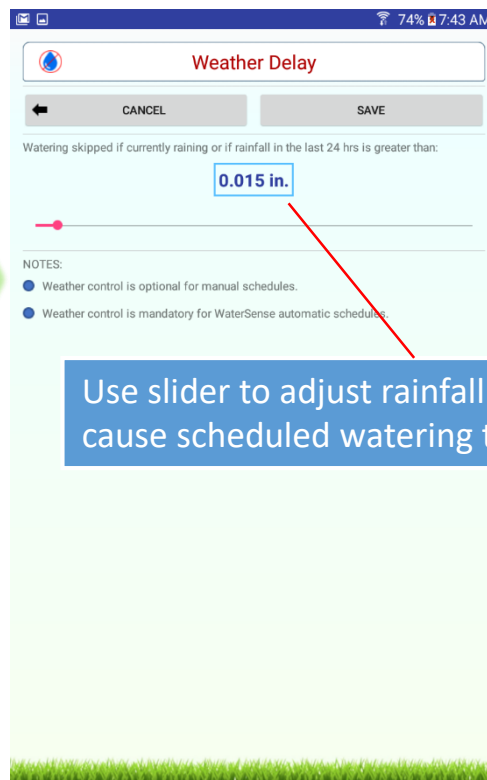 74% 7:43 AM
Weather Delay
CANCEL SAVE
Watering skipped if currently raining or if rainfall in the last 24 hrs is greater than:
0.015 in.
NOTES:
Weather control is optional for manual schedules.
Weather control is mandatory for WaterSense automatic schedules.
Use slider to adjust rainfall
cause scheduled watering